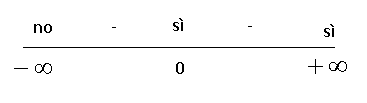 no - sì - sì
−∞ 0 +∞